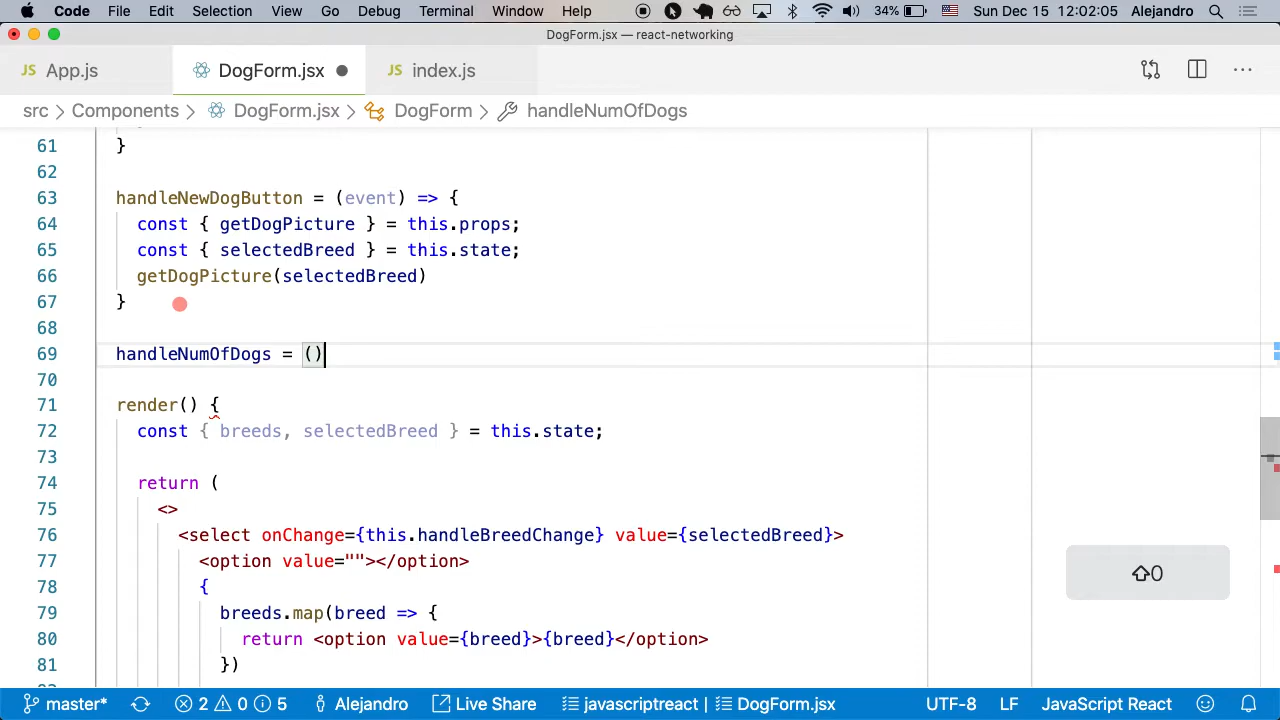 Code File Edit Selection View Go Debug Terminal Window Help 34% Sun Dec 15 12:02:05 Alejandro
DogForm.jsx — react-networking
JS App.js DogForm.jsx JS index.js
src Components DogForm.jsx DogForm handleNumOfDogs
61 }
62
63 handleNewDogButton = (event) => {
64 const { getDogPicture } = this.props;
65 const { selectedBreed } = this.state;
66 getDogPicture(selectedBreed)
67 }
68
69 handleNumOfDogs = ()
70
71 render() {
72 const { breeds, selectedBreed } = this.state;
73
74 return (
75 <>
76 <select onChange={this.handleBreedChange} value={selectedBreed}>
77 <option value=""></option>
78 {
79 breeds.map(breed => {
80 return <option value={breed}>{breed}</option>
81 })
⇧0
master* 2 0 5 Alejandro Live Share javascriptreact | DogForm.jsx UTF-8 LF JavaScript React